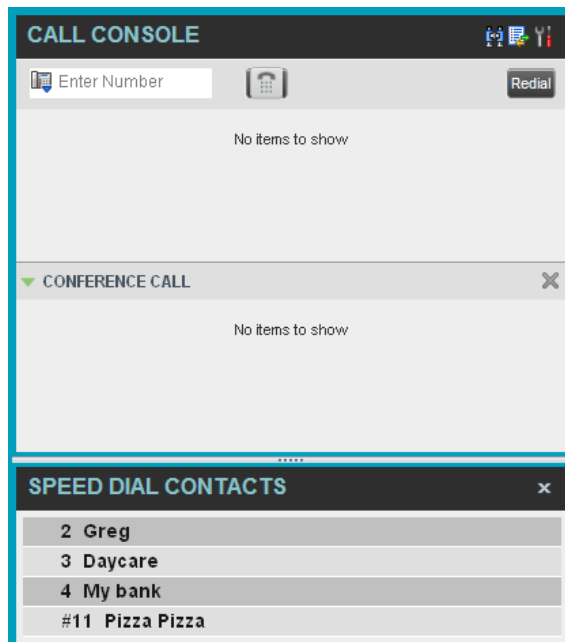 CALL CONSOLE
Enter Number
Redial
No items to show
CONFERENCE CALL
No items to show
SPEED DIAL CONTACTS
2 Greg
3 Daycare
4 My bank
#11 Pizza Pizza